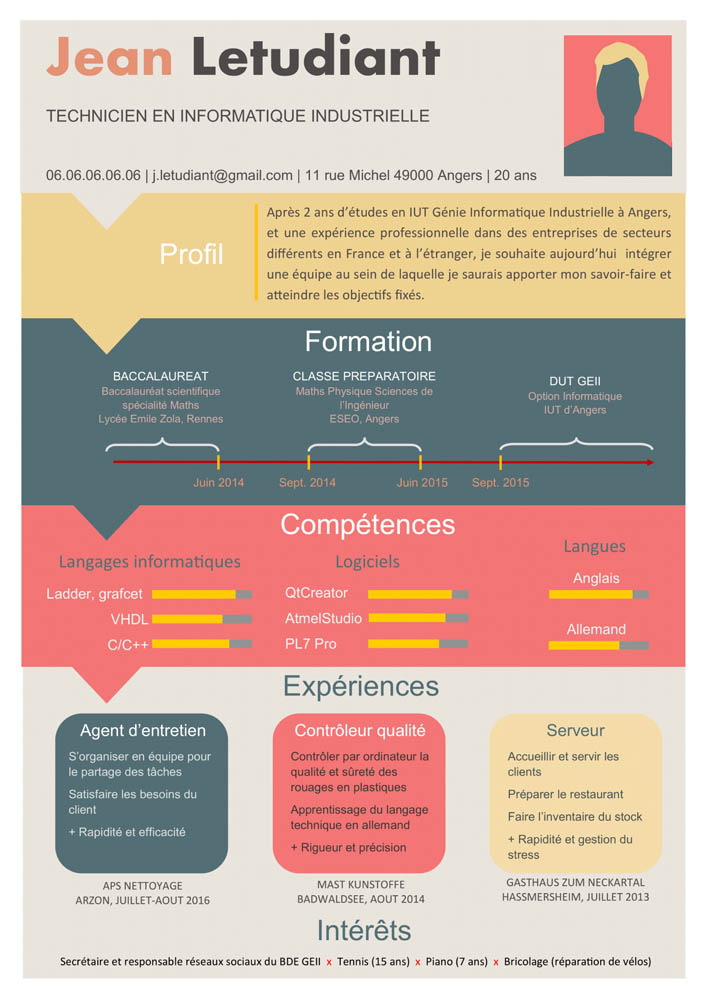 Jean Letudiant
TECHNICIEN EN INFORMATIQUE INDUSTRIELLE
06.06.06.06.06 | j.letudiant@gmail.com | 11 rue Michel 49000 Angers | 20 ans
Profil
Après 2 ans d'études en IUT Génie Informatique Industrielle à Angers,
et une expérience professionnelle dans des entreprises de secteurs
différents en France et à l'étranger, je souhaite aujourd'hui intégrer
une équipe au sein de laquelle je saurais apporter mon savoir-faire et
atteindre les objectifs fixés.
Formation
BACCALAUREAT
Baccalauréat scientifique
spécialité Maths
Lycée Emile Zola, Rennes
CLASSE PREPARATOIRE
Maths Physique Sciences de
l'Ingénieur
ESEO, Angers
DUT GEII
Option Informatique
IUT d'Angers
Juin 2014
Sept. 2014
Juin 2015
Sept. 2015
Compétences
Langages informatiques
Ladder, grafcet
VHDL
C/C++
Logiciels
QtCreator
AtmelStudio
PL7 Pro
Langues
Anglais
Allemand
Expériences
Agent d'entretien
S'organiser en équipe pour
le partage des tâches
Satisfaire les besoins du
client
+ Rapidité et efficacité
APS NETTOYAGE
ARZON, JUILLET-AOUT 2016
Contrôleur qualité
Contrôler par ordinateur la
qualité et sûreté des
rouages en plastiques
Apprentissage du langage
technique en allemand
+ Rigueur et précision
MAST KUNSTOFFE
BADWALDSEE, AOUT 2014
Serveur
Accueillir et servir les
clients
Préparer le restaurant
Faire l'inventaire du stock
+ Rapidité et gestion du
stress
GASTHAUS ZUM NECKARTAL
HASSMERSHEIM, JUILLET 2013
Intérêts
Secrétaire et responsable réseaux sociaux du BDE GEII x Tennis (15 ans) x Piano (7 ans) x Bricolage (réparation de vélos)